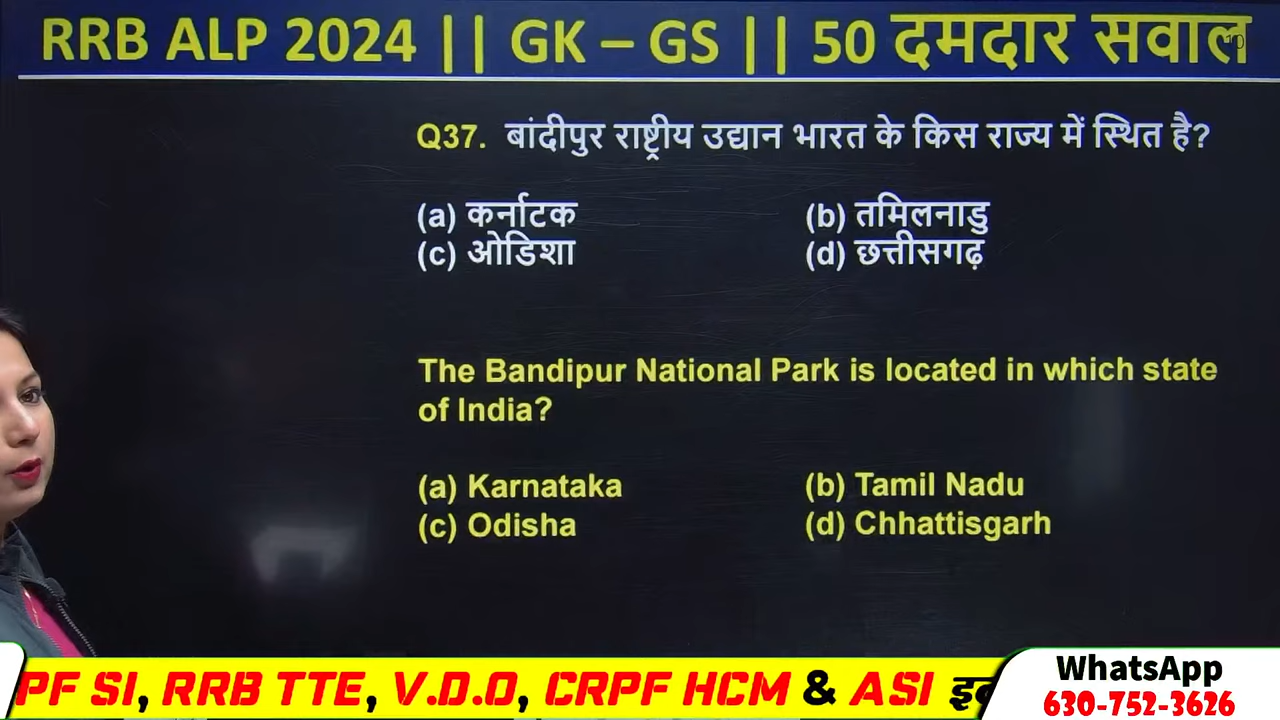 RRB ALP 2024 || GK – GS || 50 दमदार सवाल
10
Q37. बांदीपुर राष्ट्रीय उद्यान भारत के किस राज्य में स्थित है?
(a) कर्नाटक (b) तमिलनाडु
(c) ओडिशा (d) छत्तीसगढ़
The Bandipur National Park is located in which state
of India?
(a) Karnataka (b) Tamil Nadu
(c) Odisha (d) Chhattisgarh
PF SI, RRB TTE, V.D.O, CRPF HCM & ASI
WhatsApp
630-752-3626